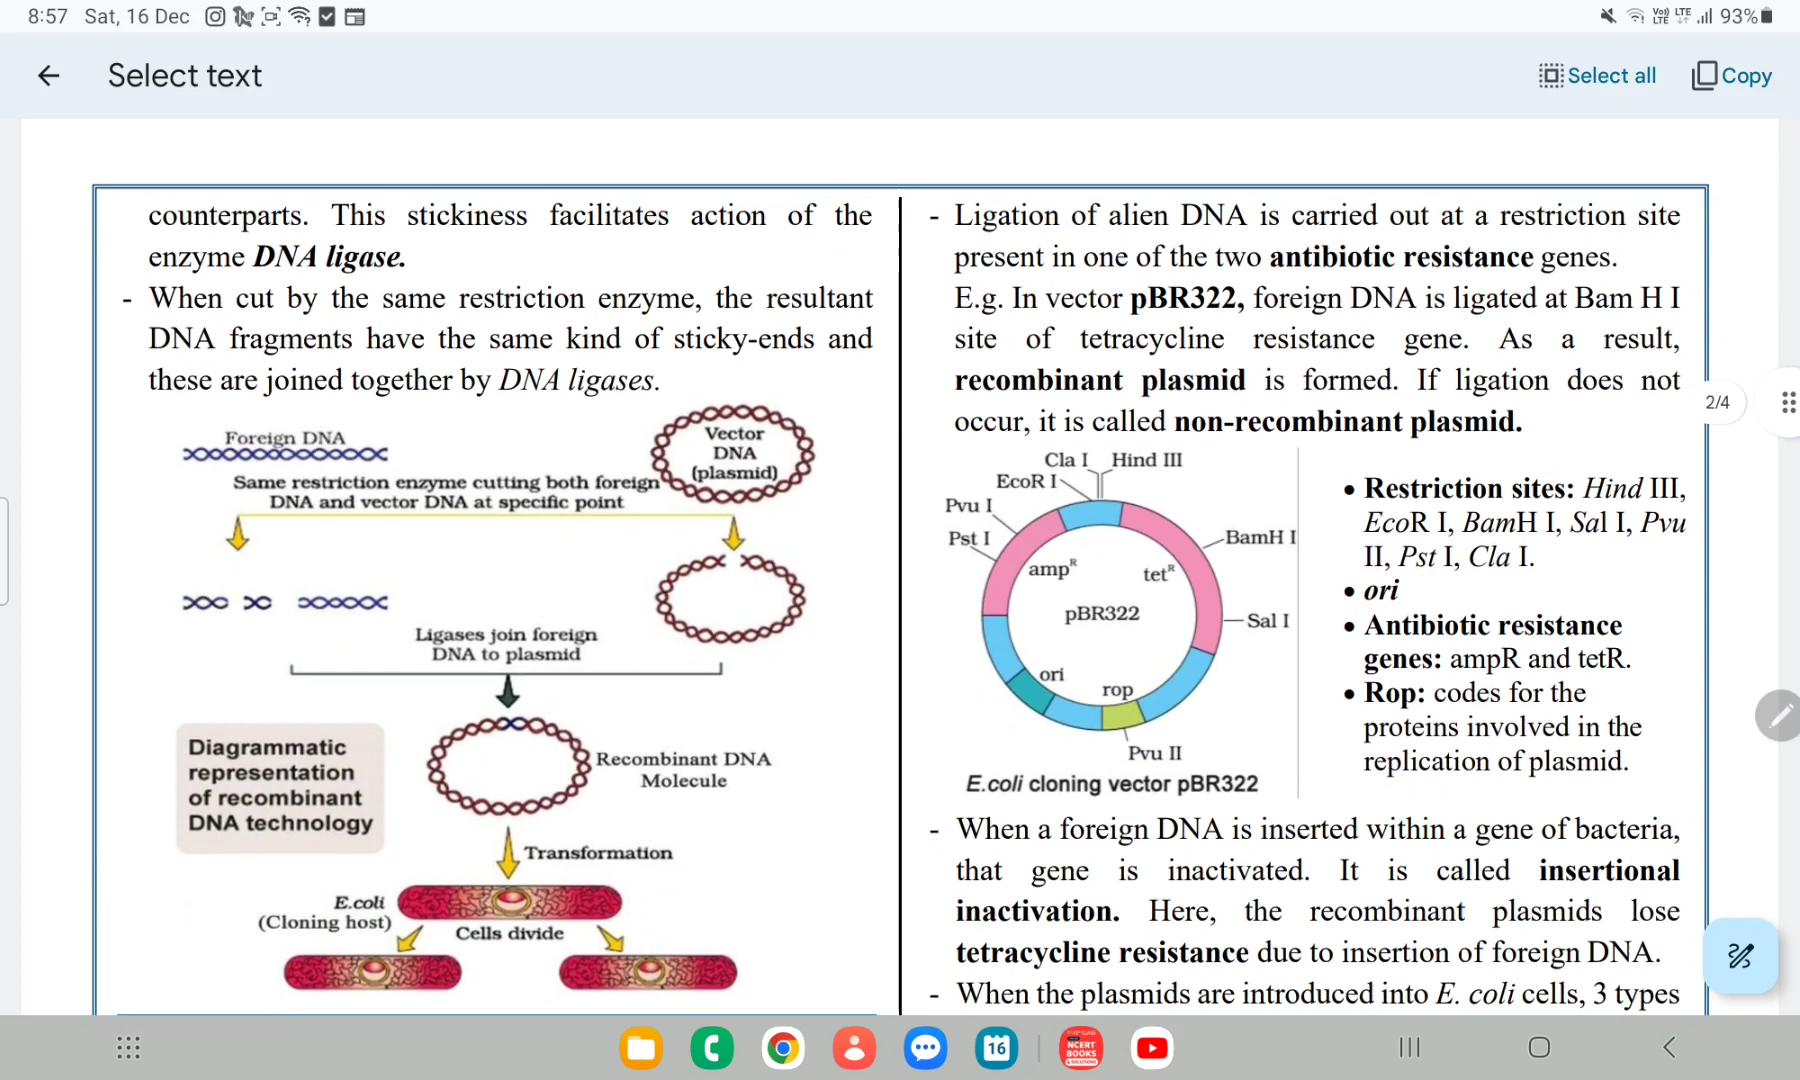 8:57 Sat, 16 Dec
VoD LTE
LTE
93%
Select text
Select all
Copy
counterparts. This stickiness facilitates action of the
enzyme DNA ligase.
- When cut by the same restriction enzyme, the resultant
DNA fragments have the same kind of sticky-ends and
these are joined together by DNA ligases.
Foreign DNA
Vector
DNA
(plasmid)
Same restriction enzyme cutting both foreign
DNA and vector DNA at specific point
Ligases join foreign
DNA to plasmid
Diagrammatic
representation
of recombinant
DNA technology
Recombinant DNA
Molecule
Transformation
E.coli
(Cloning host)
Cells divide
- Ligation of alien DNA is carried out at a restriction site
present in one of the two antibiotic resistance genes.
E.g. In vector pBR322, foreign DNA is ligated at Bam H I
site of tetracycline resistance gene. As a result,
recombinant plasmid is formed. If ligation does not
occur, it is called non-recombinant plasmid.
Cla I Hind III
EcoR I
Pvu I
Pst I
BamH I
ampR
tetR
pBR322
Sal I
ori
rop
Pvu II
E.coli cloning vector pBR322
• Restriction sites: Hind III,
EcoR I, BamH I, Sal I, Pvu
II, Pst I, Cla I.
• ori
• Antibiotic resistance
genes: ampR and tetR.
• Rop: codes for the
proteins involved in the
replication of plasmid.
- When a foreign DNA is inserted within a gene of bacteria,
that gene is inactivated. It is called insertional
inactivation. Here, the recombinant plasmids lose
tetracycline resistance due to insertion of foreign DNA.
- When the plasmids are introduced into E. coli cells, 3 types
2/4
16
NCERT
BOOKS